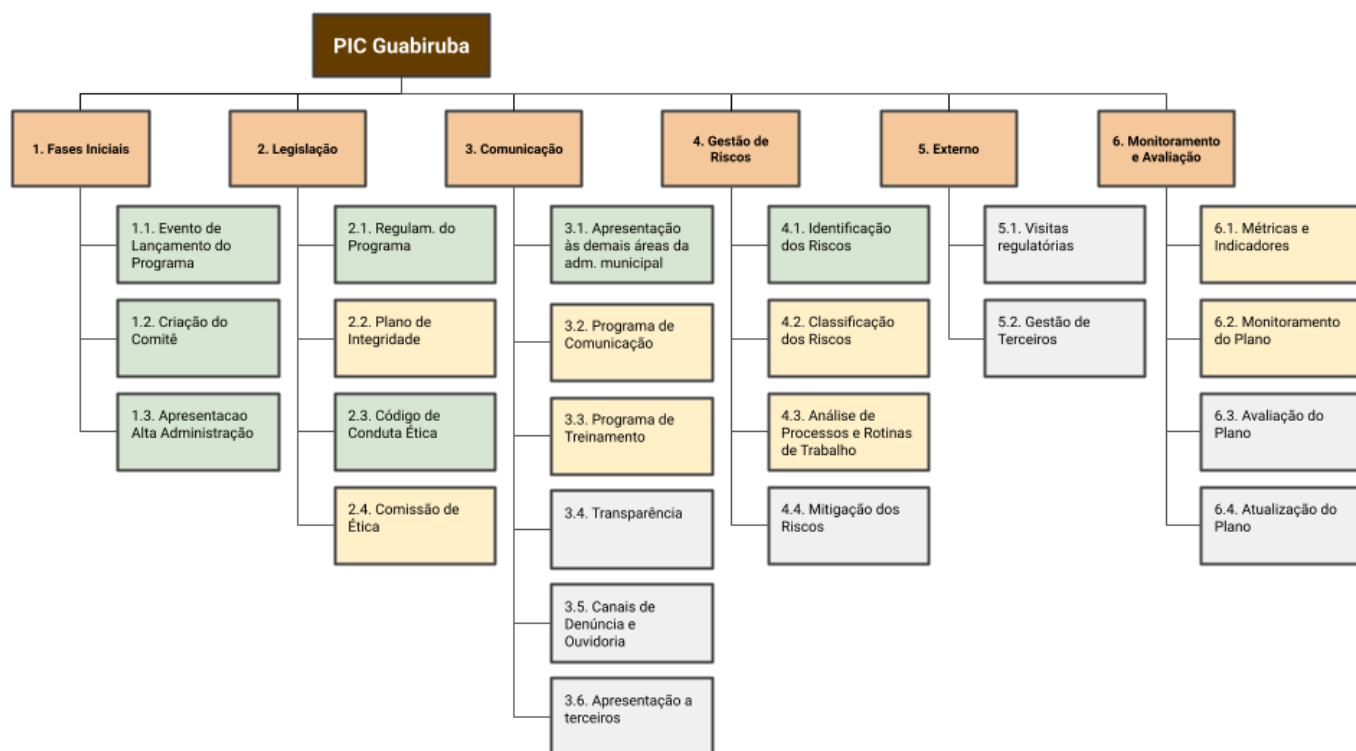 PIC Guabiruba
1. Fases Iniciais
2. Legislação
3. Comunicação
4. Gestão de
Riscos
5. Externo
6. Monitoramento
e Avaliação
1.1. Evento de
Lançamento do
Programa
1.2. Criação do
Comitê
1.3. Apresentacao
Alta Administração
2.1. Regulam. do
Programa
2.2. Plano de
Integridade
2.3. Código de
Conduta Ética
2.4. Comissão de
Ética
3.1. Apresentação
às demais áreas da
adm. municipal
3.2. Programa de
Comunicação
3.3. Programa de
Treinamento
3.4. Transparência
3.5. Canais de
Denúncia e
Ouvidoria
3.6. Apresentação a
terceiros
4.1. Identificação
dos Riscos
4.2. Classificação
dos Riscos
4.3. Análise de
Processos e Rotinas
de Trabalho
4.4. Mitigação dos
Riscos
5.1. Visitas
regulatórias
5.2. Gestão de
Terceiros
6.1. Métricas e
Indicadores
6.2. Monitoramento
do Plano
6.3. Avaliação do
Plano
6.4. Atualização do
Plano